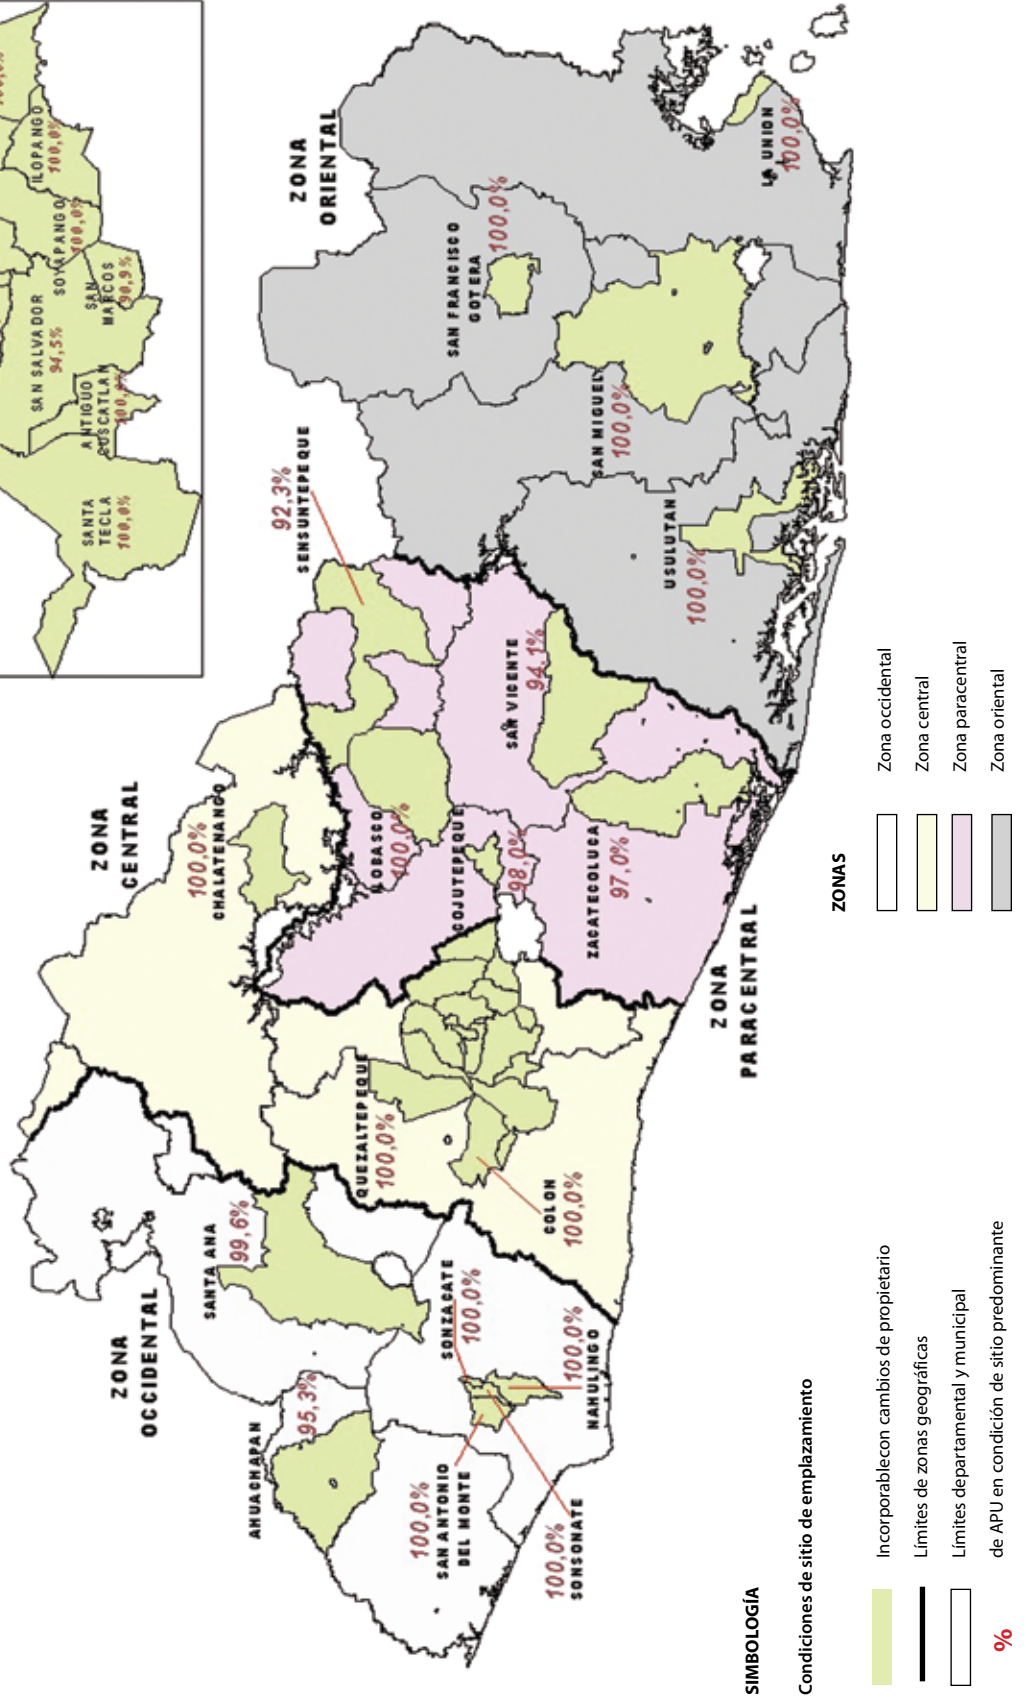 ZONA
OCCIDENTAL
ZONA
CENTRAL
ZONA
PARACENTRAL
ZONA
ORIENTAL
AHUACHAPAN
95,3%
SANTA ANA
99,6%
100,0%
SAN ANTONIO
DEL MONTE
100,0%
SONSONATE
SONZACATE
100,0%
100,0%
NAHULINGO
COLON
100,0%
QUEZALTEPEQUE
100,0%
100,0%
CHALATENANGO
ILOBASCO
100,0%
COJUTEPEQUE
98,0%
ZACATECOLUCA
97,0%
SAN VICENTE
94,1%
92,3%
SENSUNTEPEQUE
USULUTAN
100,0%
SAN MIGUEL
100,0%
SAN FRANCISCO
GOTERA
100,0%
LA UNION
100,0%
SANTA
TECLA
100,0%
ANTIGUO
CUSCATLAN
100,0%
SAN SALVADOR
94,5%
SAN
MARCOS
90,9%
SOYAPANGO
100,0%
ILOPANGO
100,0%
SIMBOLOGÍA
Condiciones de sitio de emplazamiento
Incorporablecon cambios de propietario
Límites de zonas geográficas
Límites departamental y municipal
% de APU en condición de sitio predominante
ZONAS
Zona occidental
Zona central
Zona paracentral
Zona oriental